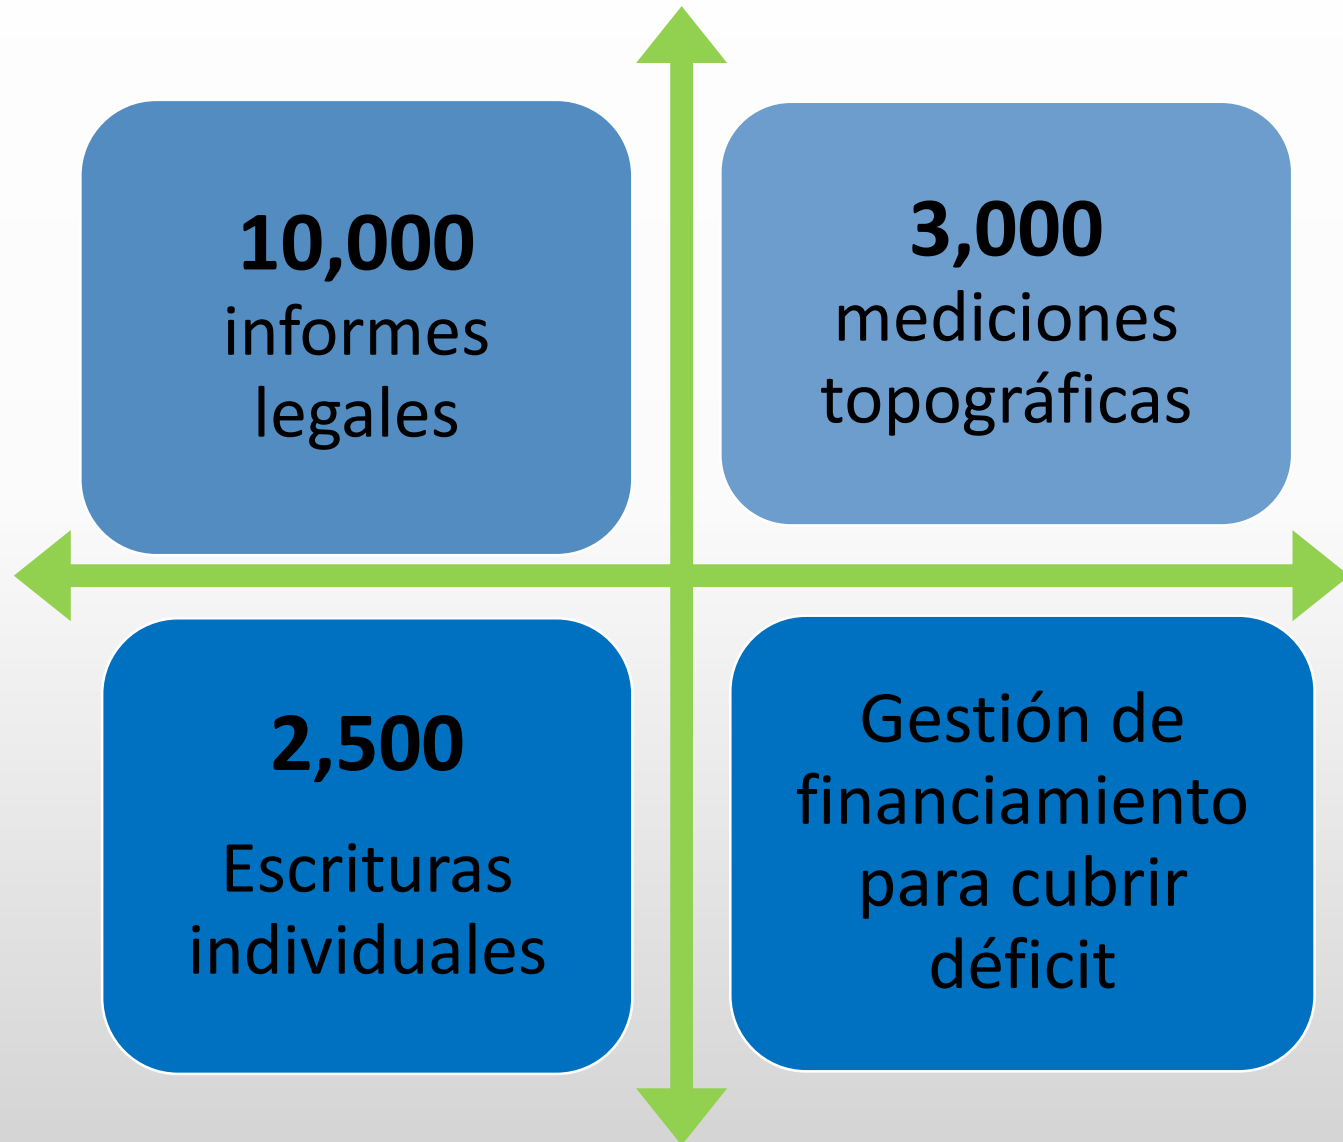 10,000
informes
legales
3,000
mediciones
topográficas
2,500
Escrituras
individuales
Gestión de
financiamiento
para cubrir
déficit